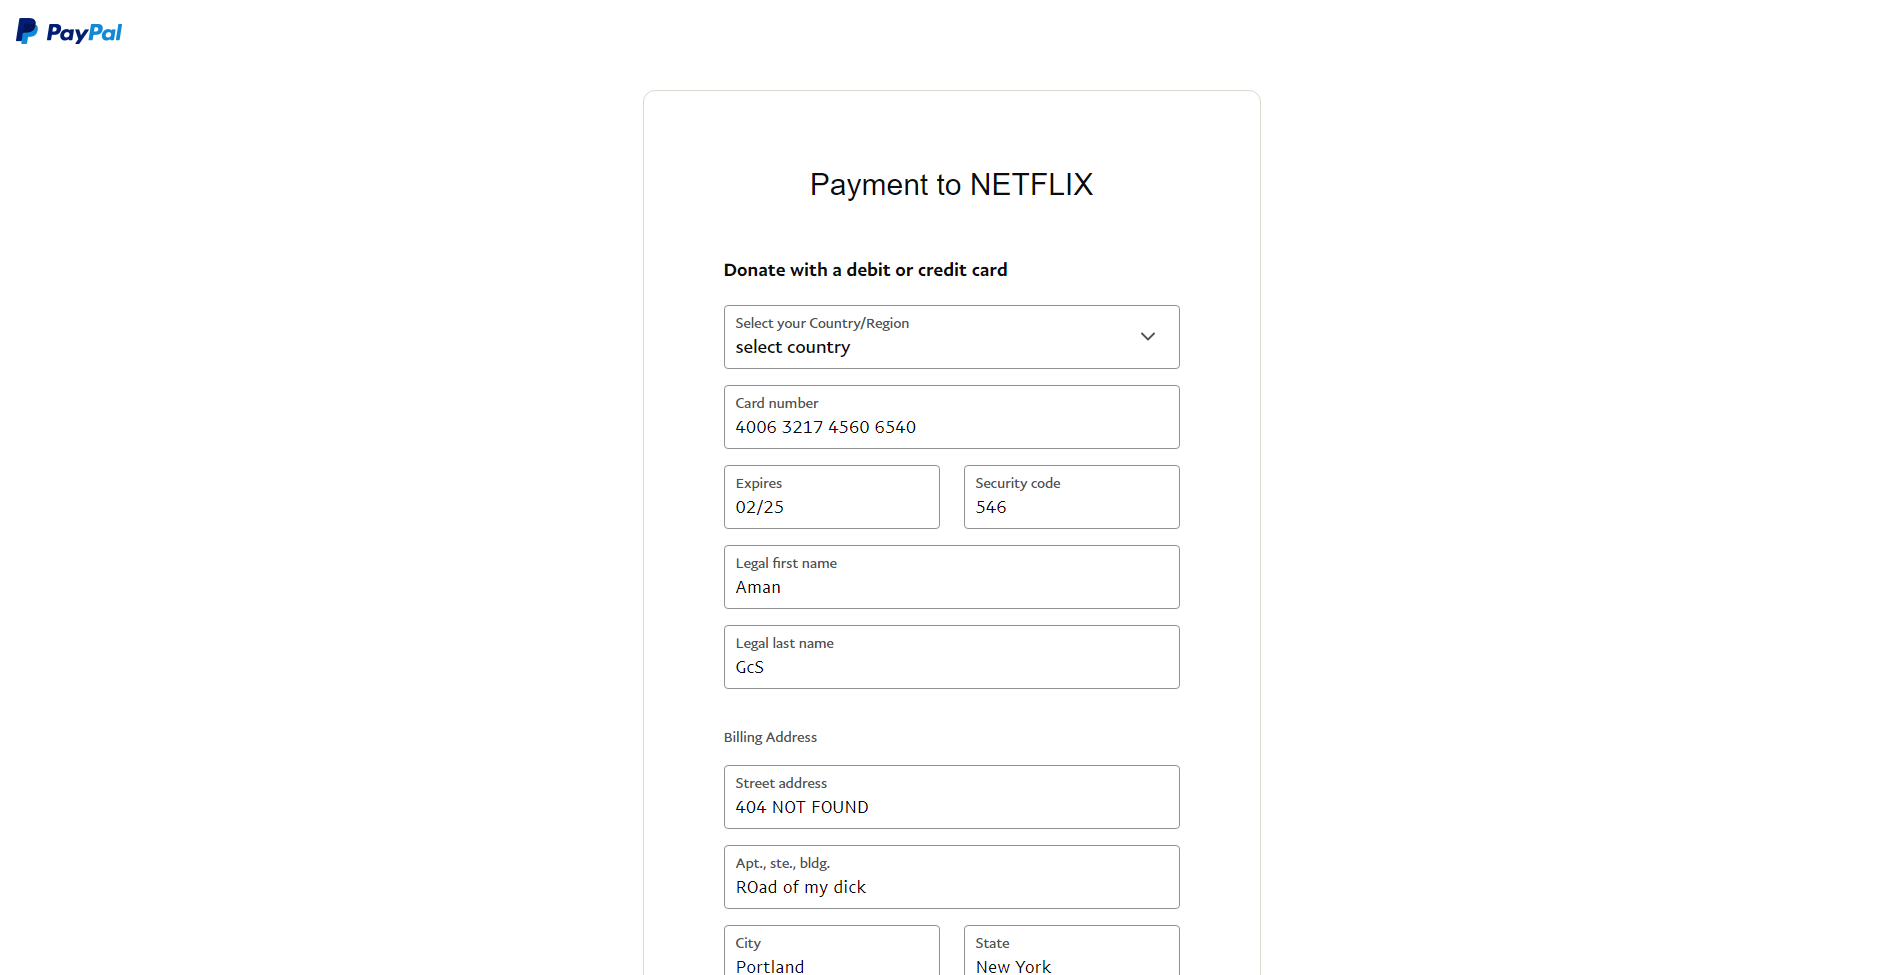 PayPal
Payment to NETFLIX
Donate with a debit or credit card
Select your Country/Region
select country
Card number
4006 3217 4560 6540
Expires
02/25
Security code
546
Legal first name
Aman
Legal last name
GcS
Billing Address
Street address
404 NOT FOUND
Apt., ste., bldg.
ROad of my dick
City
Portland
State
New York